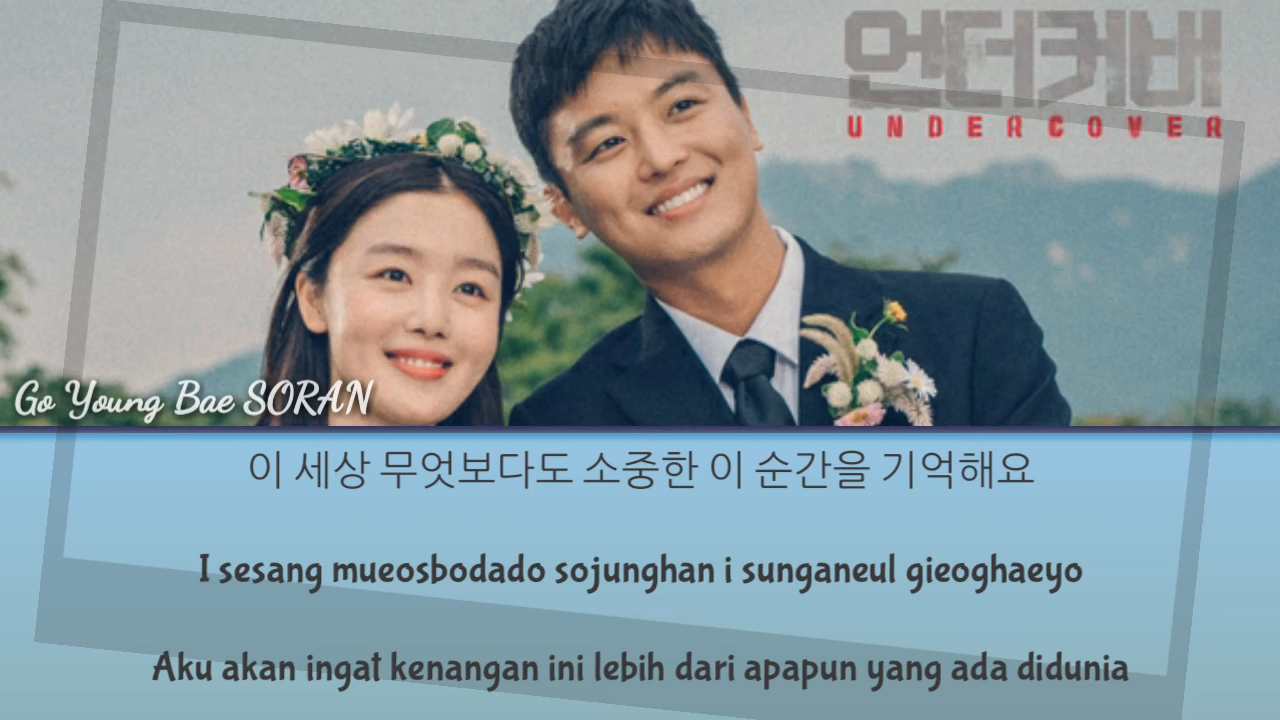 언더커버
UNDERCOVER
Go Young Bae SORAN
이 세상 무엇보다도 소중한 이 순간을 기억해요
I sesang mueosbodado sojunghan i sunganeul gieoghaeyo
Aku akan ingat kenangan ini lebih dari apapun yang ada didunia